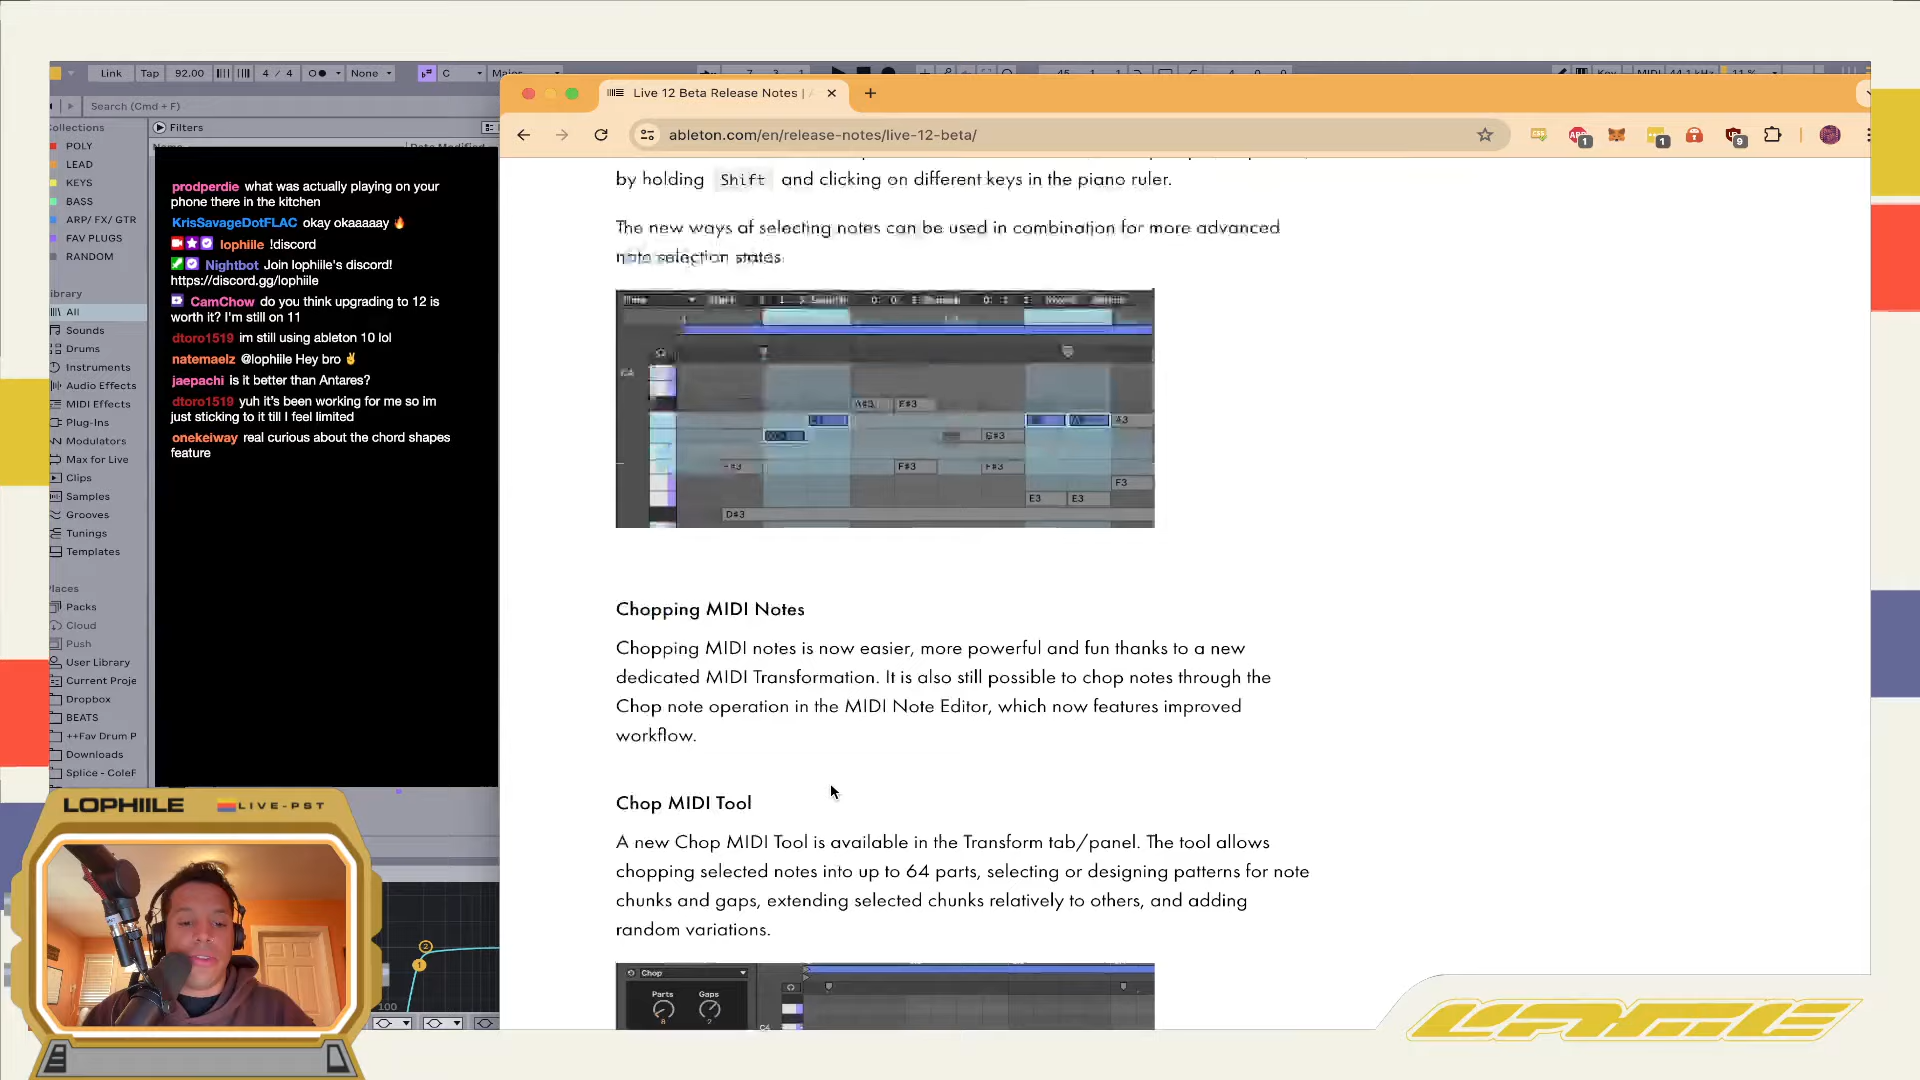 Link Tap 92.00 4 / 4 None C Major
Search (Cmd + F)
Live 12 Beta Release Notes |
ableton.com/en/release-notes/live-12-beta/
1 1 9
Collections
POLY
LEAD
KEYS
BASS
ARP/ FX/ GTR
FAV PLUGS
RANDOM
Library
All
Sounds
Drums
Instruments
Audio Effects
MIDI Effects
Plug-Ins
Modulators
Max for Live
Clips
Samples
Grooves
Tunings
Templates
Places
Packs
Cloud
Push
User Library
Current Proje
Dropbox
BEATS
++Fav Drum P
Downloads
Splice - ColeF
Filters
prodperdie what was actually playing on your
phone there in the kitchen
KrisSavageDotFLAC okay okaaaaay 🔥
lophiile !discord
Nightbot Join lophiile's discord!
https://discord.gg/lophiile
CamChow do you think upgrading to 12 is
worth it? I'm still on 11
dtoro1519 im still using ableton 10 lol
natemaelz @lophiile Hey bro ✌
jaepachi is it better than Antares?
dtoro1519 yuh it's been working for me so im
just sticking to it till I feel limited
onekeiway real curious about the chord shapes
feature
by holding Shift and clicking on different keys in the piano ruler.
The new ways of selecting notes can be used in combination for more advanced
note selection states
A#3 F#3
G#3 A#3
F#3 F#3 F#3
F3
E3 E3
D#3
Chopping MIDI Notes
Chopping MIDI notes is now easier, more powerful and fun thanks to a new
dedicated MIDI Transformation. It is also still possible to chop notes through the
Chop note operation in the MIDI Note Editor, which now features improved
workflow.
Chop MIDI Tool
A new Chop MIDI Tool is available in the Transform tab/panel. The tool allows
chopping selected notes into up to 64 parts, selecting or designing patterns for note
chunks and gaps, extending selected chunks relatively to others, and adding
random variations.
Chop
Parts Gaps
8 2
C4
LOPHIILE LIVE-PST
2
1
100